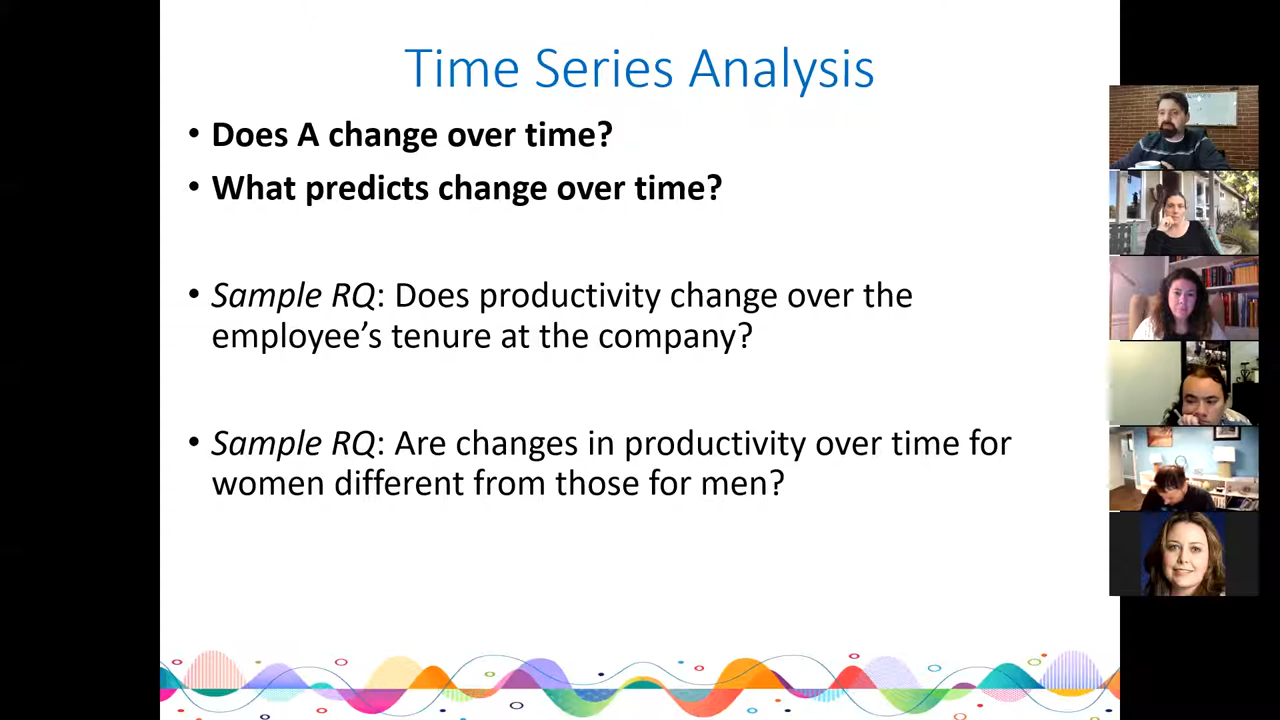 Time Series Analysis
• Does A change over time?
• What predicts change over time?
• Sample RQ: Does productivity change over the
employee’s tenure at the company?
• Sample RQ: Are changes in productivity over time for
women different from those for men?